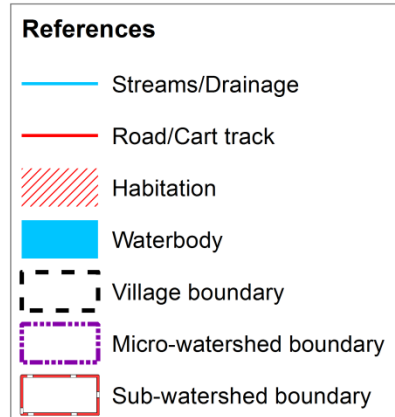 References
Streams/Drainage
Road/Cart track
Habitation
Waterbody
Village boundary
Micro-watershed boundary
Sub-watershed boundary